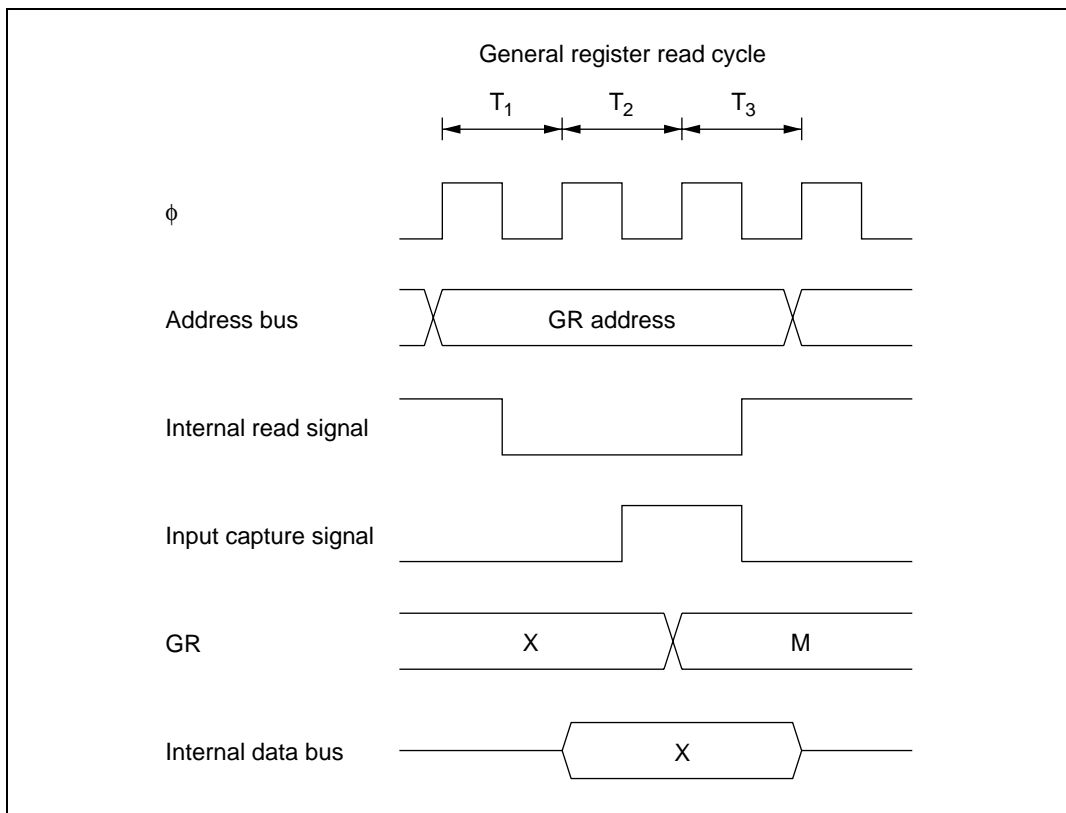 General register read cycle
T1 T2 T3
ϕ
Address bus GR address
Internal read signal
Input capture signal
GR X M
Internal data bus X